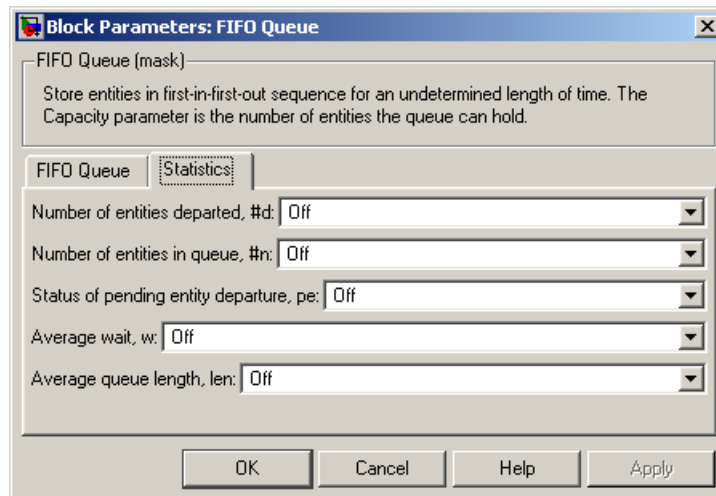 Block Parameters: FIFO Queue
FIFO Queue (mask)
Store entities in first-in-first-out sequence for an undetermined length of time. The
Capacity parameter is the number of entities the queue can hold.
FIFO Queue Statistics
Number of entities departed, #d: Off
Number of entities in queue, #n: Off
Status of pending entity departure, pe: Off
Average wait, w: Off
Average queue length, len: Off
OK Cancel Help Apply